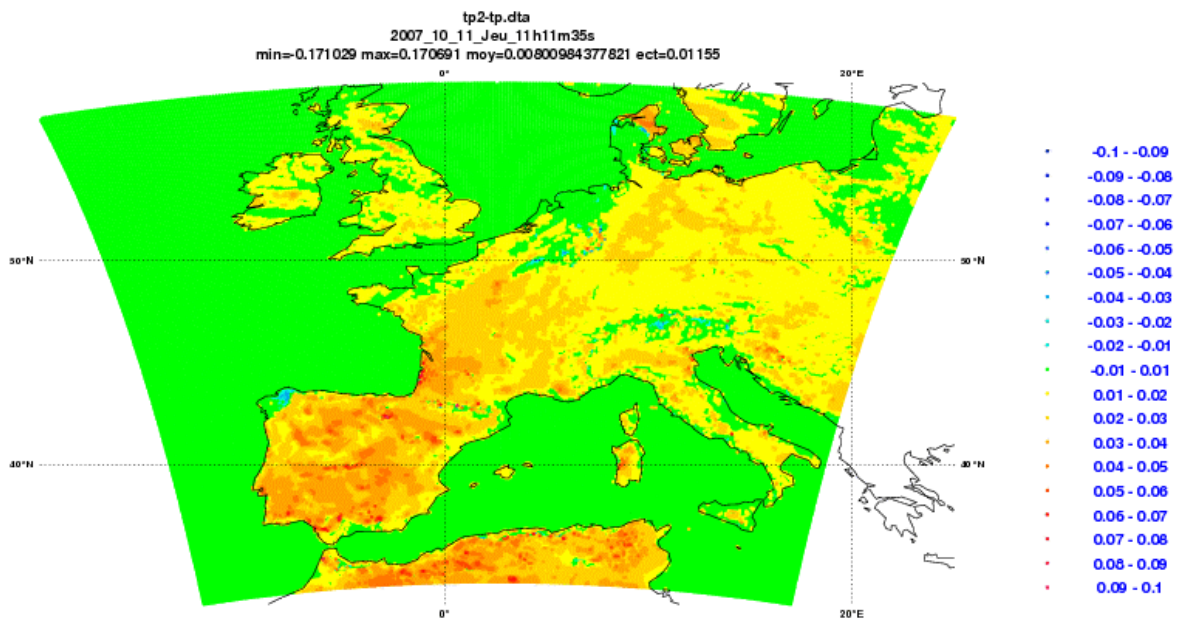 tp2-tp.dta
2007_10_11_Jeu_11h11m35s
min=-0.171029 max=0.170691 moy=0.00800984377821 ect=0.01155
0° 20°E
50°N 50°N
40°N 40°N
0° 20°E
-0.1 - -0.09
-0.09 - -0.08
-0.08 - -0.07
-0.07 - -0.06
-0.06 - -0.05
-0.05 - -0.04
-0.04 - -0.03
-0.03 - -0.02
-0.02 - -0.01
-0.01 - 0.01
0.01 - 0.02
0.02 - 0.03
0.03 - 0.04
0.04 - 0.05
0.05 - 0.06
0.06 - 0.07
0.07 - 0.08
0.08 - 0.09
0.09 - 0.1